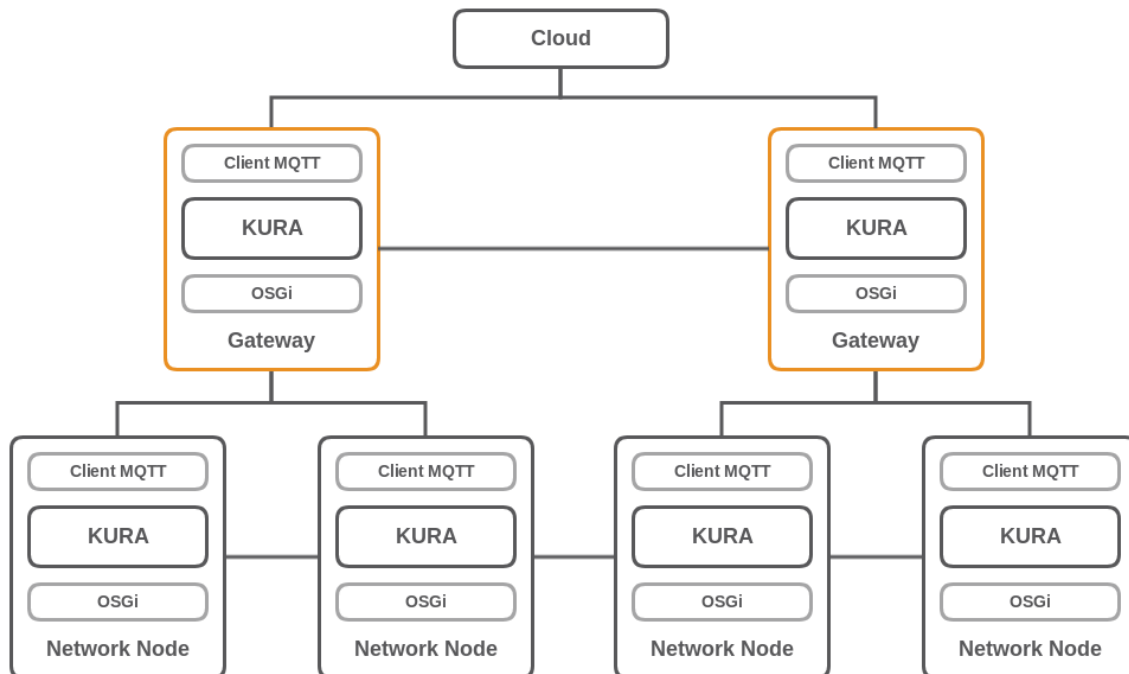 Cloud
Client MQTT
KURA
OSGi
Gateway
Client MQTT
KURA
OSGi
Gateway
Client MQTT
KURA
OSGi
Network Node
Client MQTT
KURA
OSGi
Network Node
Client MQTT
KURA
OSGi
Network Node
Client MQTT
KURA
OSGi
Network Node